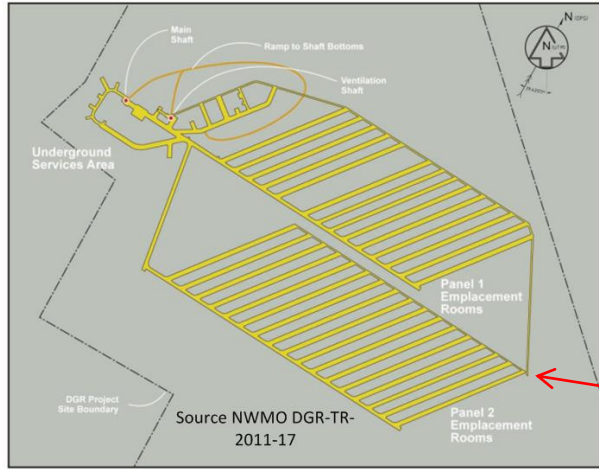 Main
Shaft
Ramp to Shaft Bottoms
Ventilation
Shaft
N
N
Underground
Services Area
Panel 1
Emplacement
Rooms
DGR Project
Site Boundary
Source NWMO DGR-TR-
2011-17
Panel 2
Emplacement
Rooms